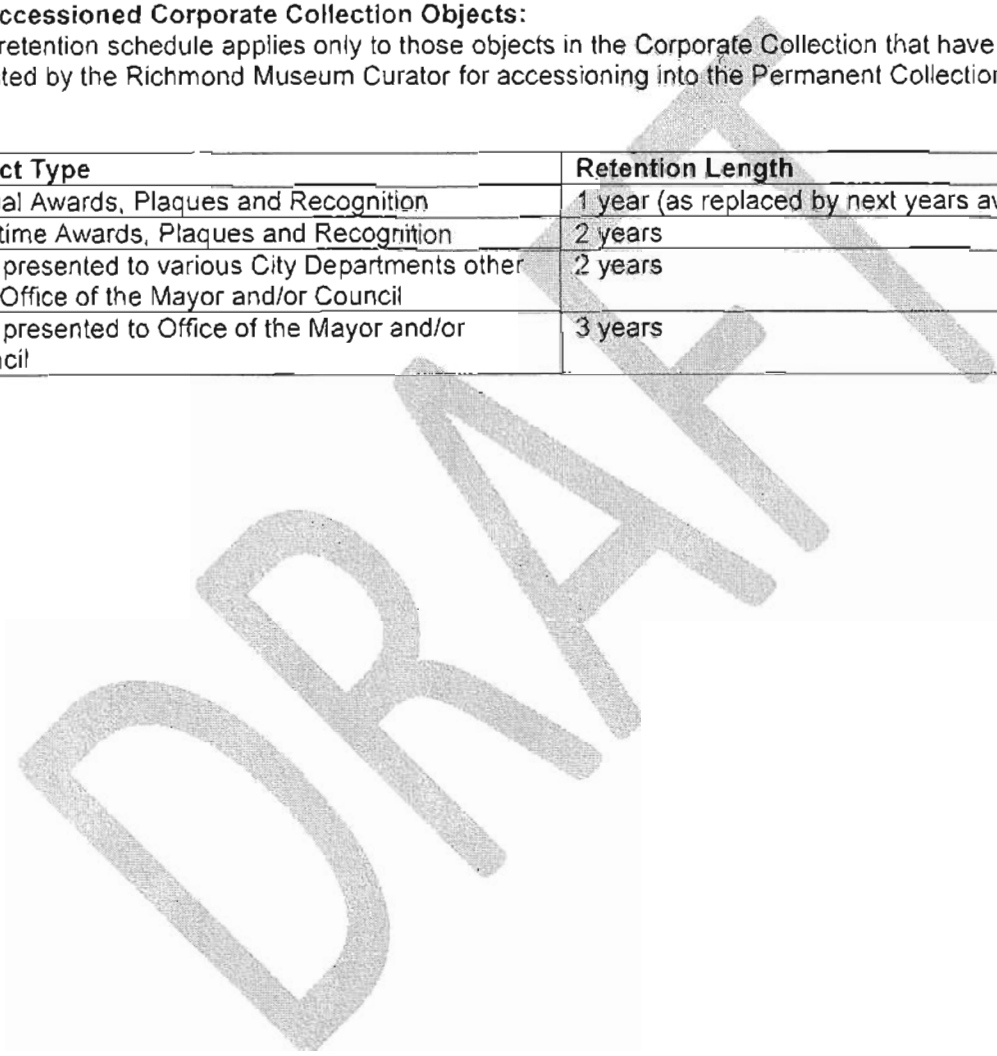 ccessioned Corporate Collection Objects:
retention schedule applies only to those objects in the Corporate Collection that have
ted by the Richmond Museum Curator for accessioning into the Permanent Collection
ct Type Retention Length
al Awards, Plaques and Recognition 1 year (as replaced by next years av
time Awards, Plaques and Recognition 2 years
presented to various City Departments other 2 years
Office of the Mayor and/or Council
presented to Office of the Mayor and/or 3 years
ncil
DRAFT